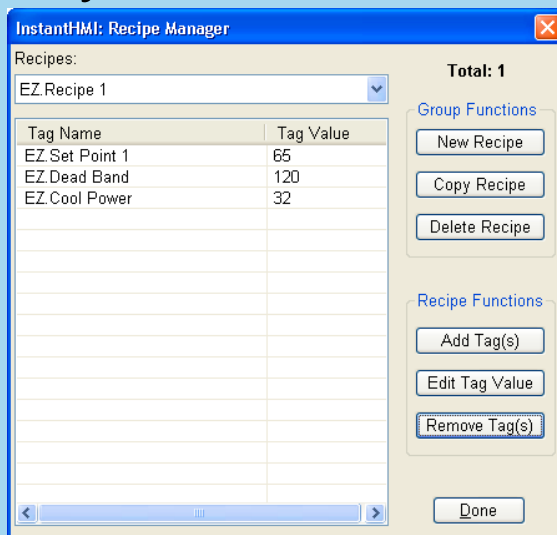 InstantHMI: Recipe Manager
Recipes:
EZ.Recipe 1
Tag Name Tag Value
EZ.Set Point 1 65
EZ.Dead Band 120
EZ.Cool Power 32
Total: 1
Group Functions
New Recipe
Copy Recipe
Delete Recipe
Recipe Functions
Add Tag(s)
Edit Tag Value
Remove Tag(s)
Done